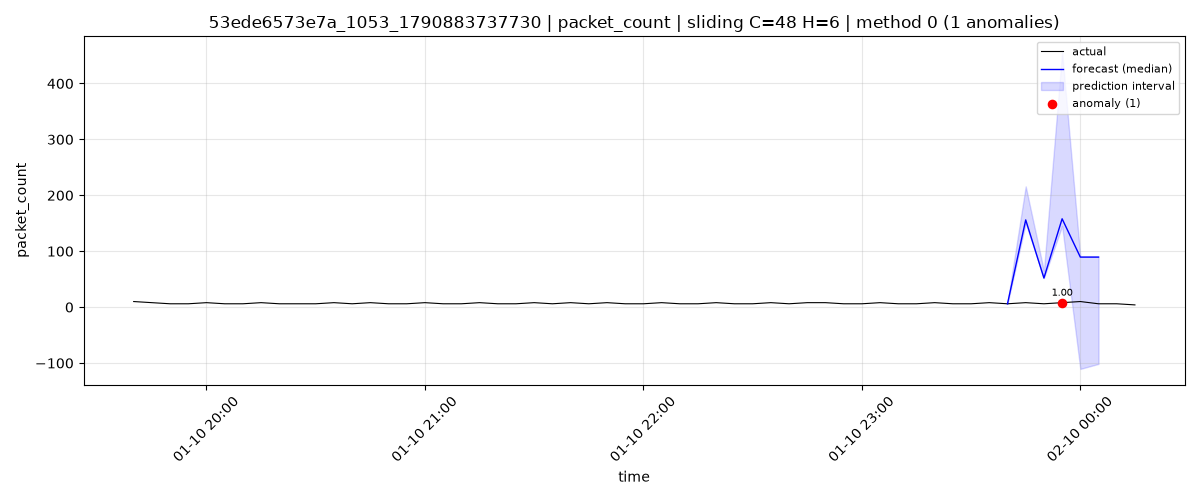 53ede6573e7a_1053_1790883737730 | packet_count | sliding C=48 H=6 | method 0 (1 anomalies)
actual
forecast (median)
prediction interval
anomaly (1)
400
300
200
100
0
−100
packet_count
1.00
01-10 20:00
01-10 21:00
01-10 22:00
01-10 23:00
02-10 00:00
time